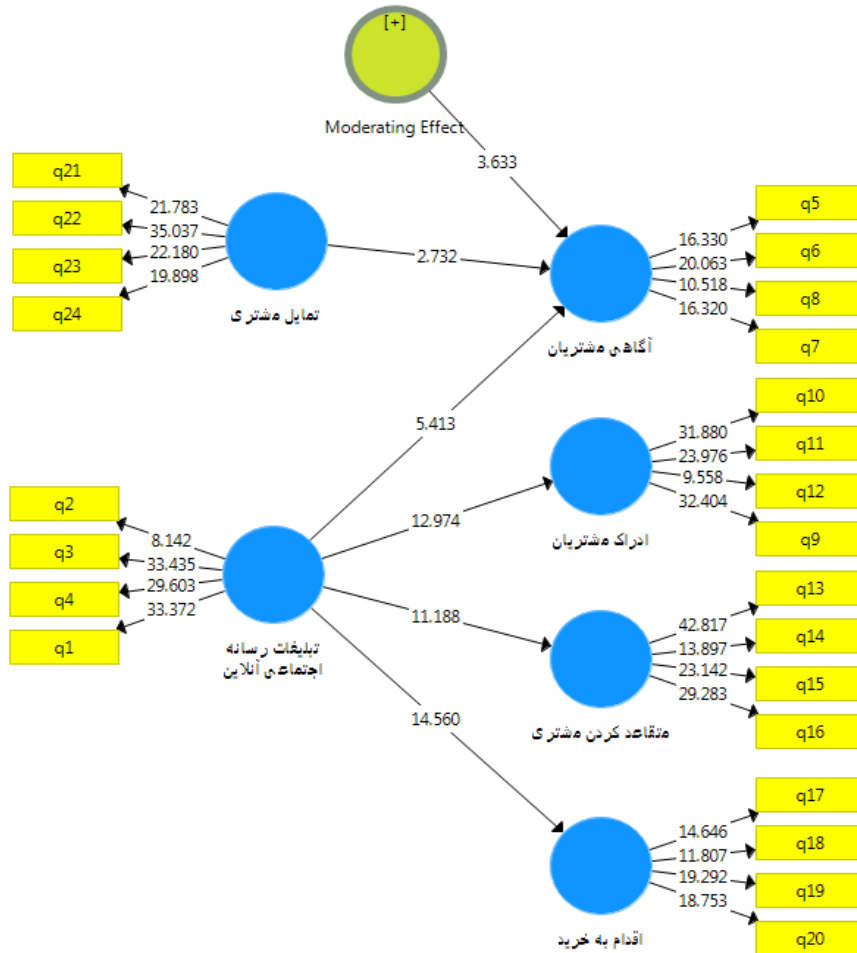 [+]
Moderating Effect
3.633
q21
q22
q23
q24
21.783
35.037
22.180
19.898
تمایل مشتری
2.732
q5
q6
q8
q7
16.330
20.063
10.518
16.320
آگاهی مشتریان
5.413
q10
q11
q12
q9
31.880
23.976
9.558
32.404
ادراک مشتریان
12.974
q2
q3
q4
q1
8.142
33.435
29.603
33.372
تبلیغات رسانه
اجتماعی آنلاین
11.188
q13
q14
q15
q16
42.817
13.897
23.142
29.283
متقاعد کردن مشتری
14.560
q17
q18
q19
q20
14.646
11.807
19.292
18.753
اقدام به خرید